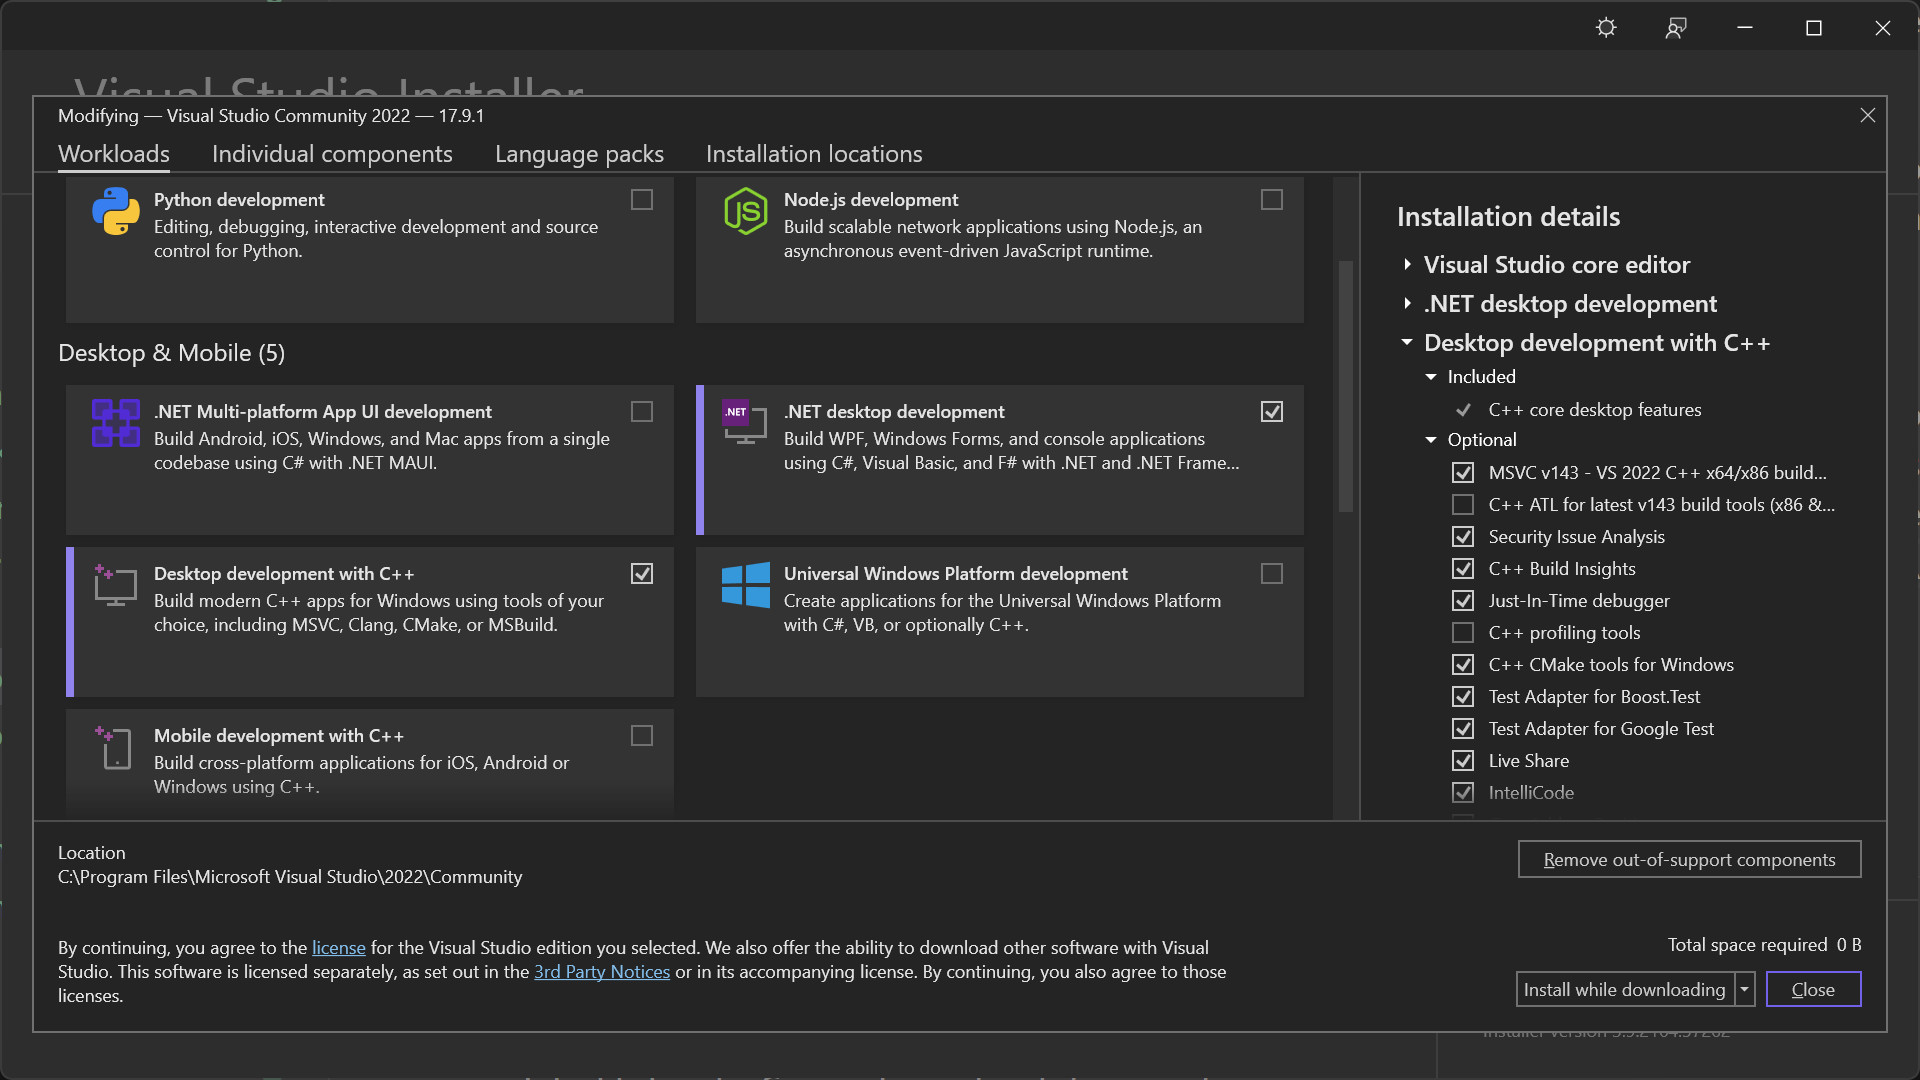 Visual Studio Installer
Modifying — Visual Studio Community 2022 — 17.9.1
Workloads
Individual components
Language packs
Installation locations
Python development
Editing, debugging, interactive development and source
control for Python.
Node.js development
Build scalable network applications using Node.js, an
asynchronous event-driven JavaScript runtime.
Desktop & Mobile (5)
.NET Multi-platform App UI development
Build Android, iOS, Windows, and Mac apps from a single
codebase using C# with .NET MAUI.
.NET
.NET desktop development
Build WPF, Windows Forms, and console applications
using C#, Visual Basic, and F# with .NET and .NET Frame...
Desktop development with C++
Build modern C++ apps for Windows using tools of your
choice, including MSVC, Clang, CMake, or MSBuild.
Universal Windows Platform development
Create applications for the Universal Windows Platform
with C#, VB, or optionally C++.
Mobile development with C++
Build cross-platform applications for iOS, Android or
Windows using C++.
Installation details
Visual Studio core editor
.NET desktop development
Desktop development with C++
Included
C++ core desktop features
Optional
MSVC v143 - VS 2022 C++ x64/x86 build...
C++ ATL for latest v143 build tools (x86 &...
Security Issue Analysis
C++ Build Insights
Just-In-Time debugger
C++ profiling tools
C++ CMake tools for Windows
Test Adapter for Boost.Test
Test Adapter for Google Test
Live Share
IntelliCode
Location
C:\Program Files\Microsoft Visual Studio\2022\Community
Remove out-of-support components
By continuing, you agree to the license for the Visual Studio edition you selected. We also offer the ability to download other software with Visual
Studio. This software is licensed separately, as set out in the 3rd Party Notices or in its accompanying license. By continuing, you also agree to those
licenses.
Total space required 0 B
Install while downloading
Close